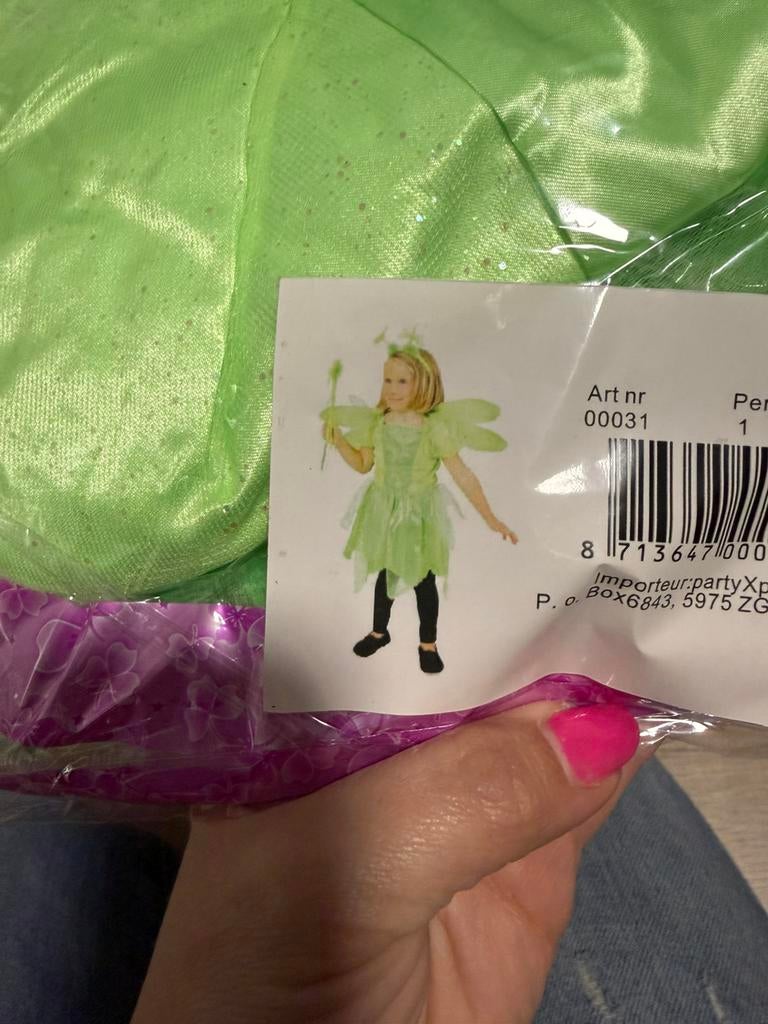 Art nr
00031
Per
1
8 713647 000
Importeur:partyXp
P. o. Box6843, 5975 ZG